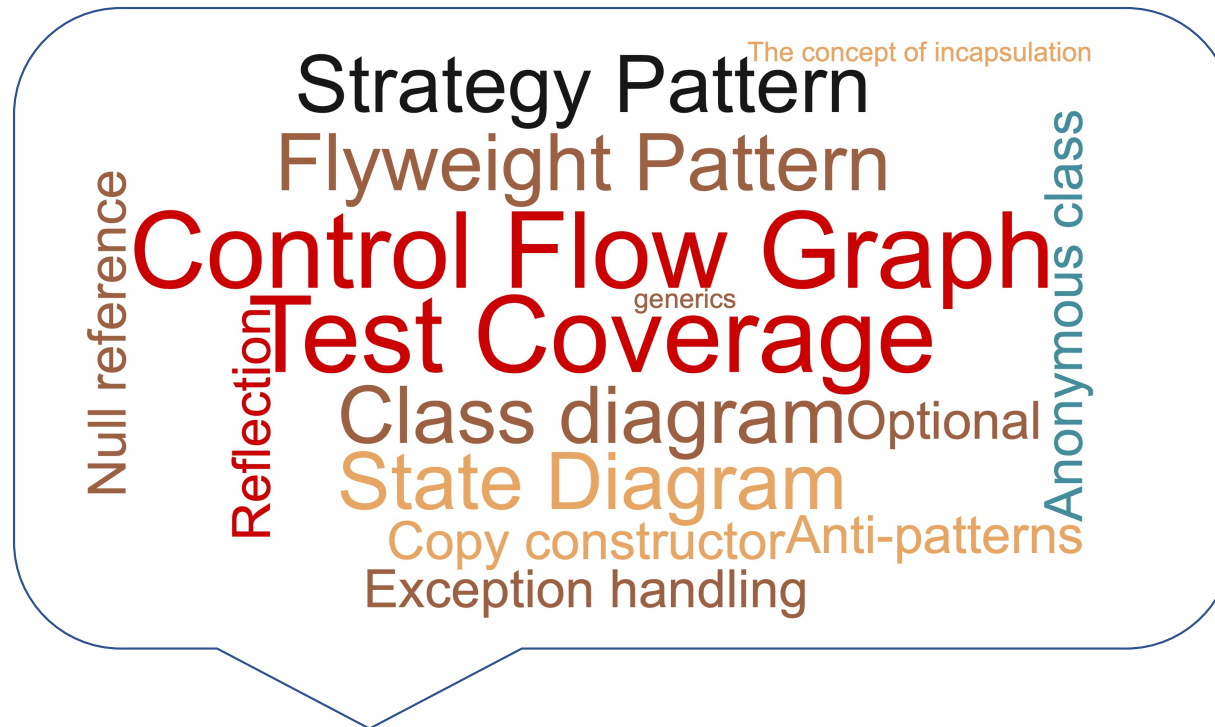 The concept of incapsulation
Strategy Pattern
Flyweight Pattern
Null reference
Control Flow Graph
Anonymous class
generics
Test Coverage
Reflection
Class diagram
Optional
State Diagram
Copy constructor
Anti-patterns
Exception handling